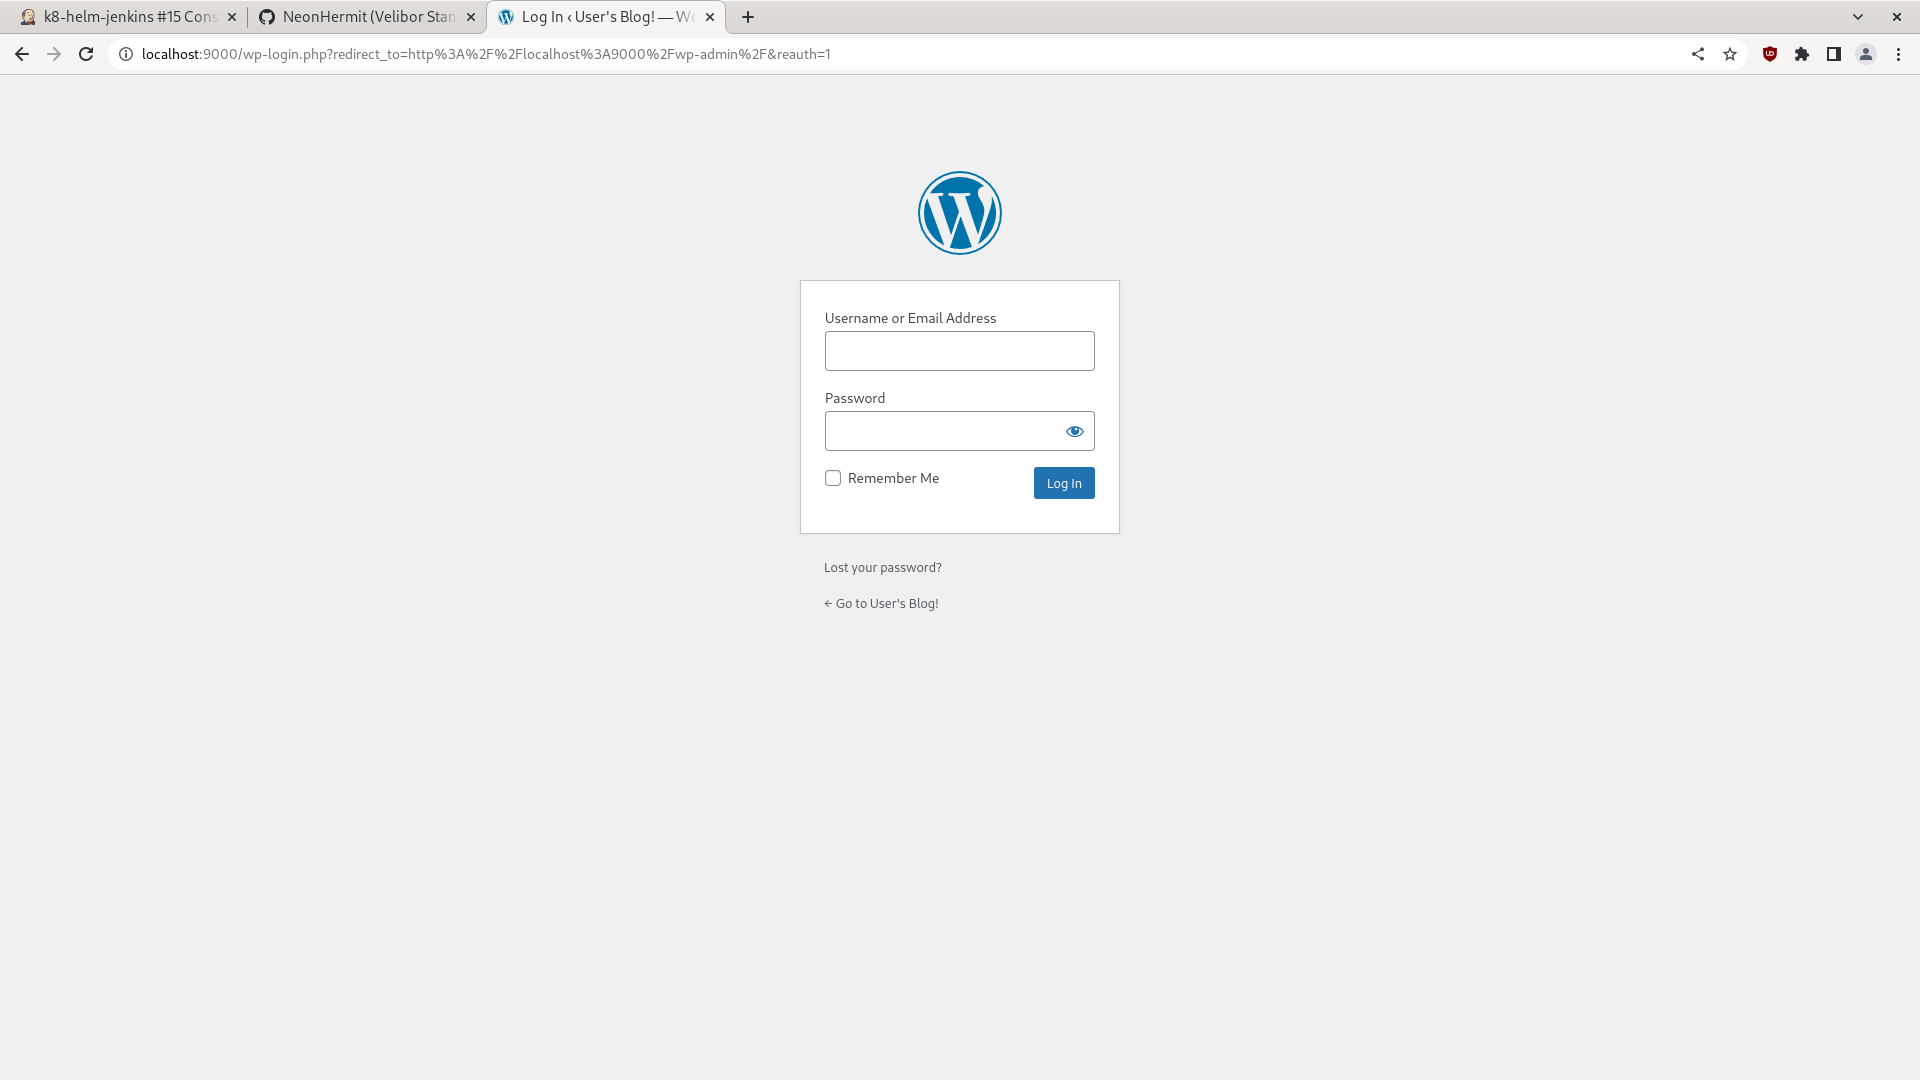 k8-helm-jenkins #15 Cons
NeonHermit (Velibor Stan
Log In ‹ User's Blog! — Wo
localhost:9000/wp-login.php?redirect_to=http%3A%2F%2Flocalhost%3A9000%2Fwp-admin%2F&reauth=1
Username or Email Address
Password
Remember Me
Log In
Lost your password?
← Go to User's Blog!